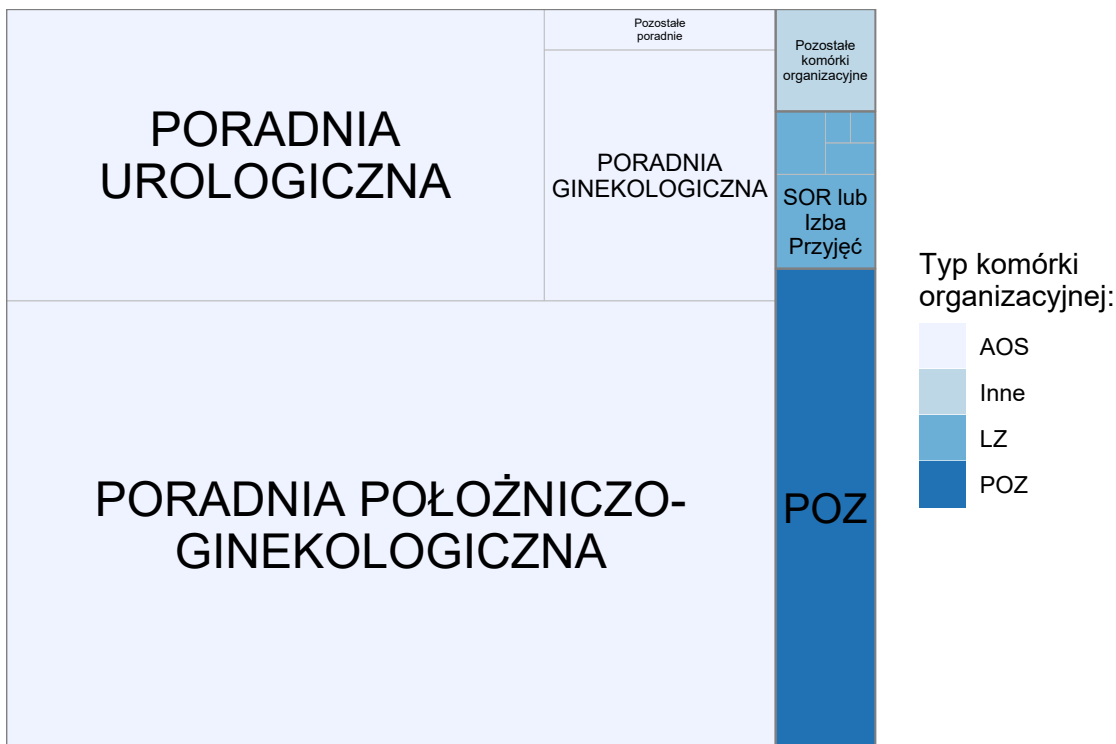 PORADNIA
UROLOGICZNA
Pozostałe
poradnie
PORADNIA
GINEKOLOGICZNA
PORADNIA POŁOŻNICZO-
GINEKOLOGICZNA
Pozostałe
komórki
organizacyjne
SOR lub
Izba
Przyjęć
POZ
Typ komórki
organizacyjnej:
AOS
Inne
LZ
POZ